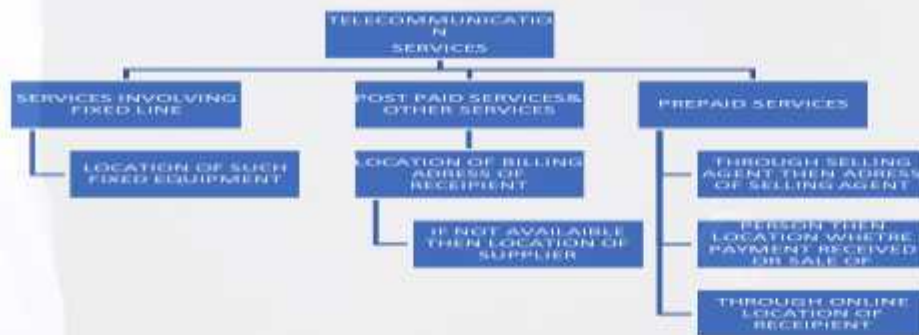 TELECOMMUNICATIO
N
SERVICES
SERVICES INVOLVING
FIXED LINE
LOCATION OF SUCH
FIXED EQUIPMENT
POST PAID SERVICES&
OTHER SERVICES
LOCATION OF BILLING
ADRESS OF
RECEIPIENT
IF NOT AVAILAIBLE
THEN LOCATION OF
SUPPLIER
PREPAID SERVICES
THROUGH SELLING
AGENT THEN ADRESS
OF SELLING AGENT
PERSON THEN
LOCATION WHETRE
PAYMENT RECEIVED
OR SALE OF
THROUGH ONLINE
LOCATION OF
RECEIPIENT